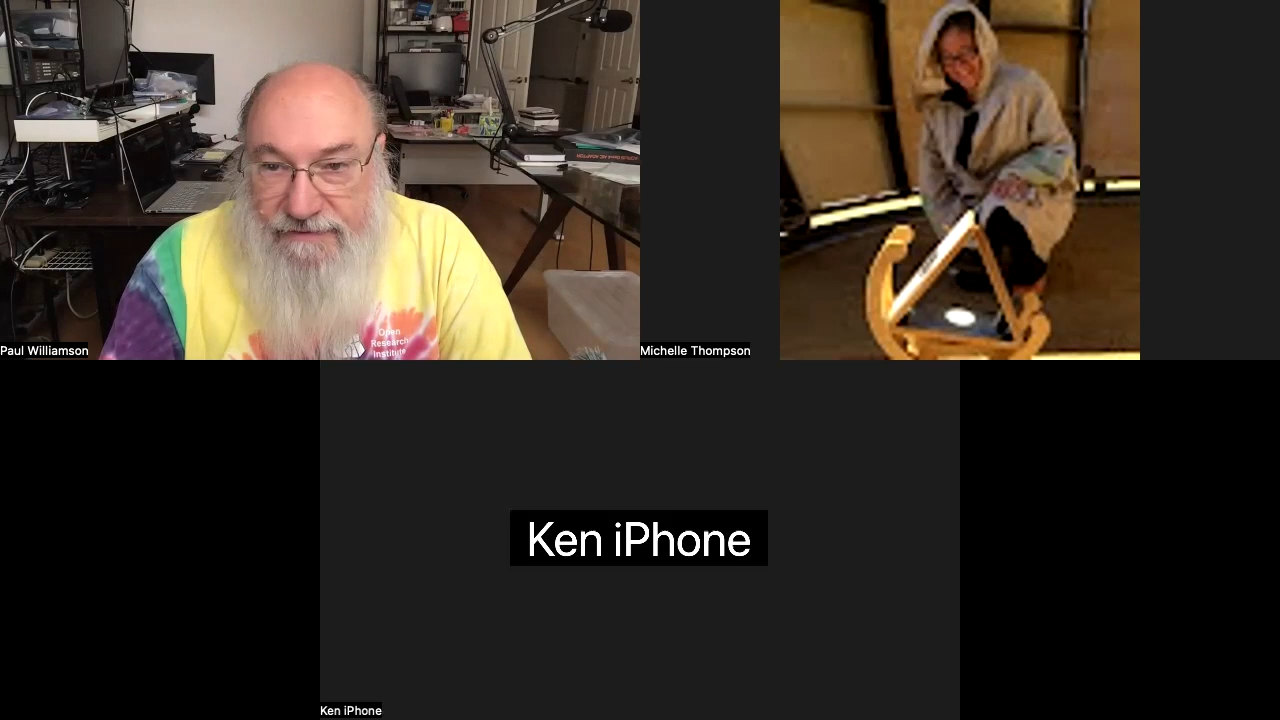 Open
Research
Institute
Paul Williamson
Michelle Thompson
Ken iPhone
Ken iPhone